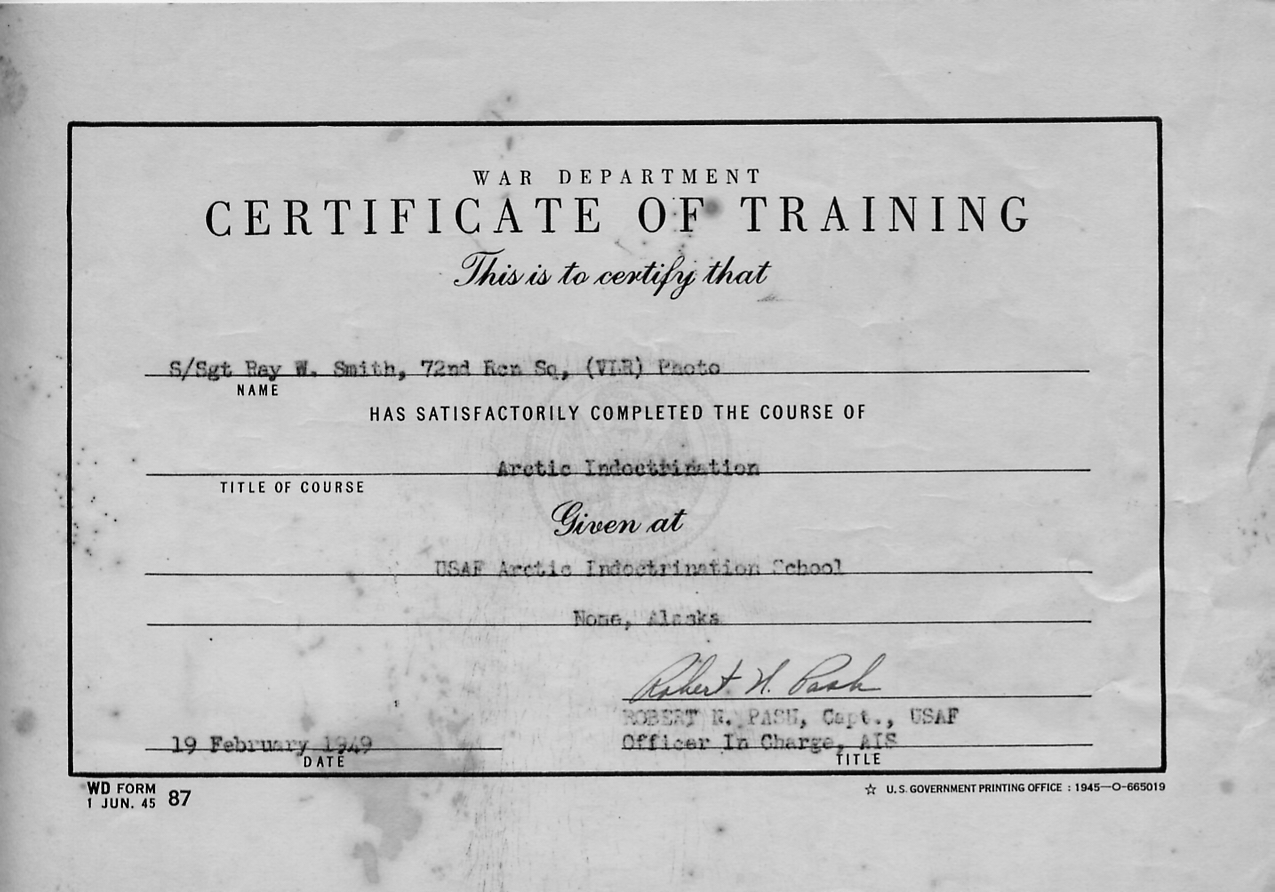 WAR DEPARTMENT
CERTIFICATE OF TRAINING
This is to certify that
S/Sgt Ray W. Smith, 72nd Rcn Sq, (VLR) Photo
NAME
HAS SATISFACTORILY COMPLETED THE COURSE OF
Arctic Indoctrination
TITLE OF COURSE
Given at
USAF Arctic Indoctrination School
Nome, Alaska
Robert N. Pash
ROBERT N. PASH, Capt., USAF
19 February 1949 Officer In Charge, AIS
DATE TITLE
WD FORM 87
1 JUN. 45
☆ U. S. GOVERNMENT PRINTING OFFICE : 1945—O-665019